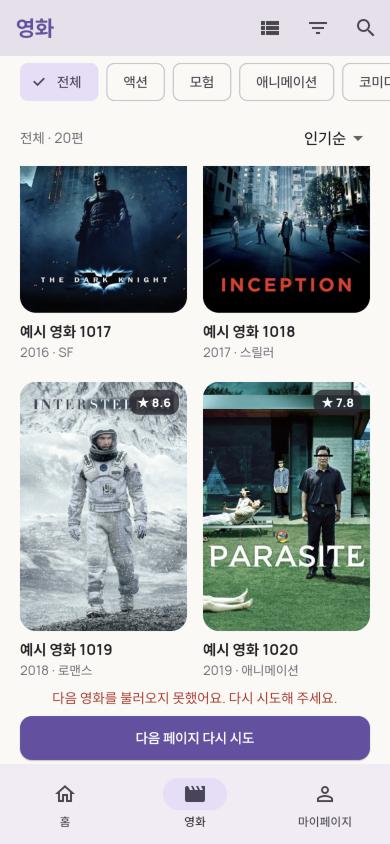 영화
전체
액션
모험
애니메이션
전체 · 20편
인기순
THE DARK KNIGHT
INCEPTION
예시 영화 1017
2016 · SF
예시 영화 1018
2017 · 스릴러
★ 8.6
★ 7.8
PARASITE
예시 영화 1019
2018 · 로맨스
예시 영화 1020
2019 · 애니메이션
다음 영화를 불러오지 못했어요. 다시 시도해 주세요.
다음 페이지 다시 시도
홈
영화
마이페이지